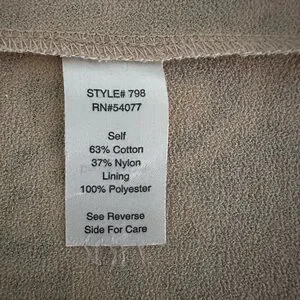 STYLE# 798
RN#54077
Self
63% Cotton
37% Nylon
Lining
100% Polyester
See Reverse
Side For Care